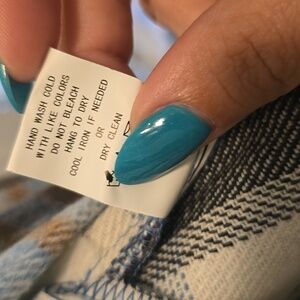 HAND WASH COLD
WITH LIKE COLORS
DO NOT BLEACH
HANG TO DRY
COOL IRON IF NEEDED
OR
DRY CLEAN